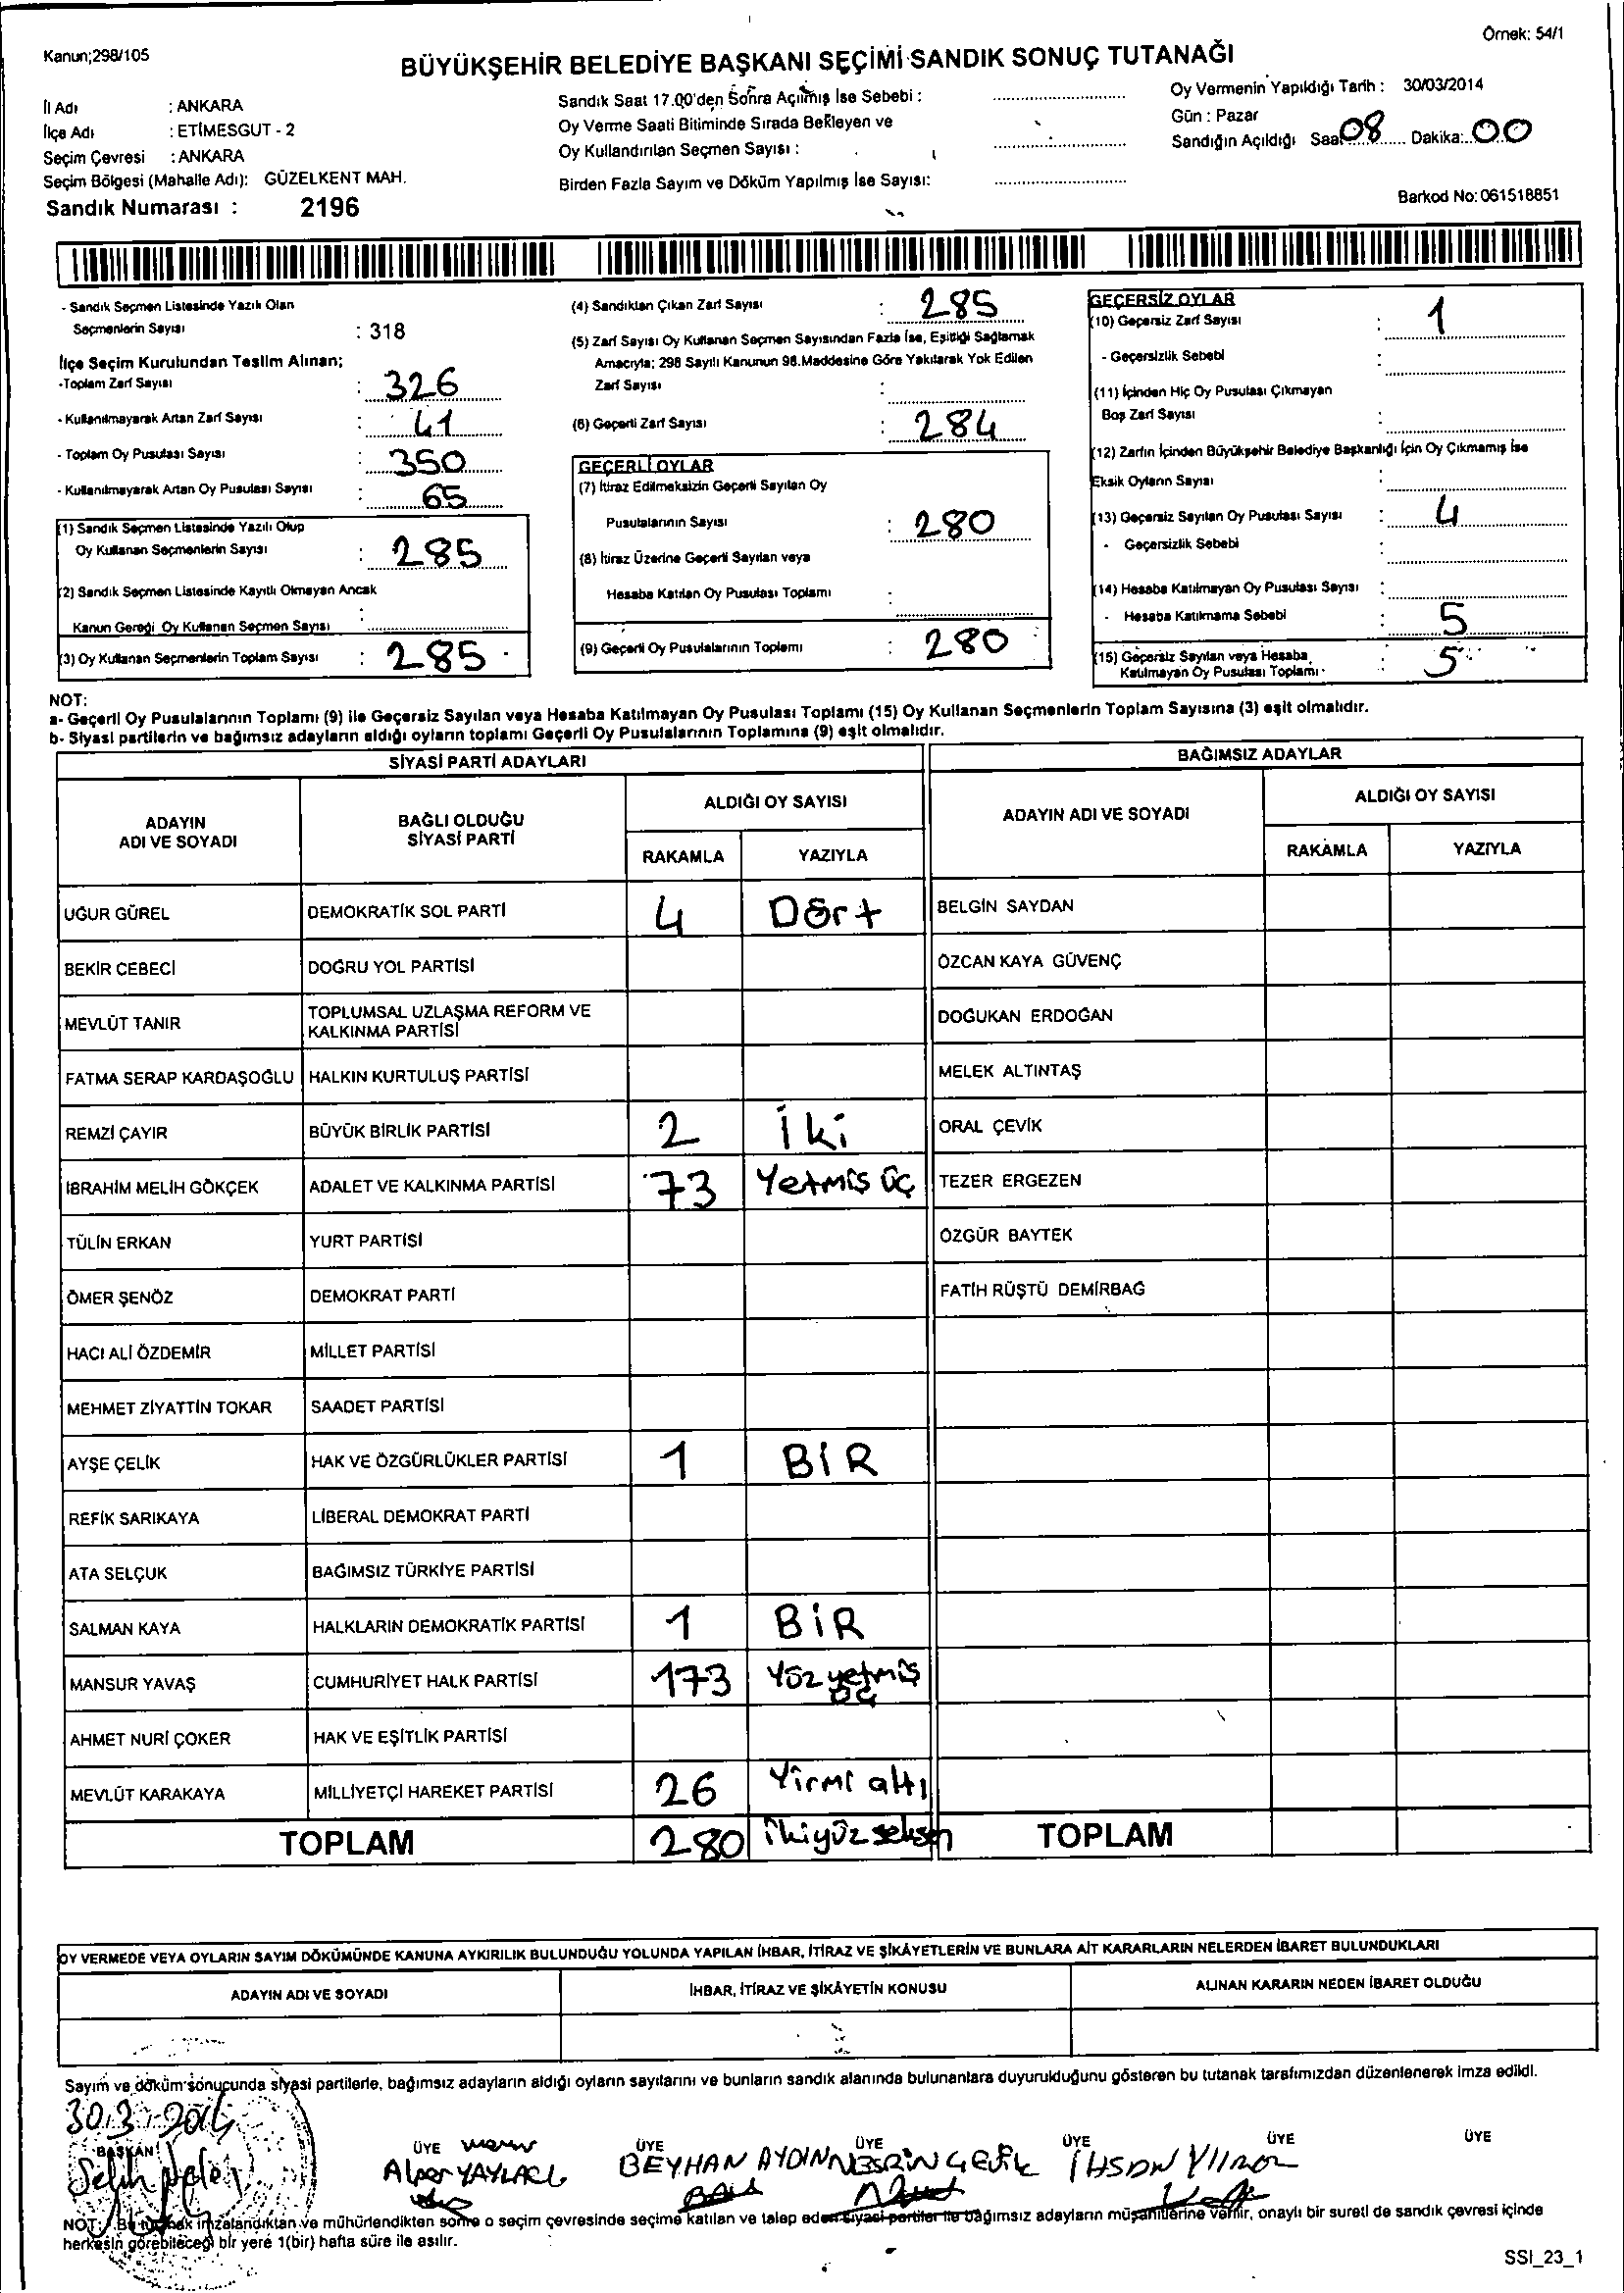 Örnek: 54/1
Kanun;298/105
BÜYÜKŞEHİR BELEDİYE BAŞKANI SEÇİMİ SANDIK SONUÇ TUTANAĞI
İl Adı : ANKARA
İlçe Adı : ETİMESGUT - 2
Seçim Çevresi : ANKARA
Seçim Bölgesi (Mahalle Adı): GÜZELKENT MAH.
Sandık Numarası : 2196
Sandık Saat 17.00'den Sonra Açılmış İse Sebebi :
Oy Verme Saati Bitiminde Sırada Bekleyen ve
Oy Kullandırılan Seçmen Sayısı :
Birden Fazla Sayım ve Döküm Yapılmış İse Sayısı:
Oy Vermenin Yapıldığı Tarih : 30/03/2014
Gün : Pazar
Sandığın Açıldığı Saat 08 Dakika: 00
Barkod No: 061518851
- Sandık Seçmen Listesinde Yazılı Olan
Seçmenlerin Sayısı : 318
İlçe Seçim Kurulundan Teslim Alınan;
-Toplam Zarf Sayısı : 326
- Kullanılmayarak Artan Zarf Sayısı : 41
- Toplam Oy Pusulası Sayısı : 350
- Kullanılmayarak Artan Oy Pusulası Sayısı : 65
(1) Sandık Seçmen Listesinde Yazılı Olup
Oy Kullanan Seçmenlerin Sayısı : 285
(2) Sandık Seçmen Listesinde Kayıtlı Olmayan Ancak
Kanun Gereği Oy Kullanan Seçmen Sayısı :
(3) Oy Kullanan Seçmenlerin Toplam Sayısı : 285
(4) Sandıktan Çıkan Zarf Sayısı : 285
(5) Zarf Sayısı Oy Kullanan Seçmen Sayısından Fazla İse, Eşitliği Sağlamak
Amacıyla; 298 Sayılı Kanunun 98.Maddesine Göre Yakılarak Yok Edilen
Zarf Sayısı :
(6) Geçerli Zarf Sayısı : 284
GEÇERLİ OYLAR
(7) İtiraz Edilmeksizin Geçerli Sayılan Oy
Pusulalarının Sayısı : 280
(8) İtiraz Üzerine Geçerli Sayılan veya
Hesaba Katılan Oy Pusulası Toplamı :
(9) Geçerli Oy Pusulalarının Toplamı : 280
GEÇERSİZ OYLAR
(10) Geçersiz Zarf Sayısı : 1
- Geçersizlik Sebebi :
(11) İçinden Hiç Oy Pusulası Çıkmayan
Boş Zarf Sayısı :
(12) Zarfın İçinden Büyükşehir Belediye Başkanlığı İçin Oy Çıkmamış İse
Eksik Oyların Sayısı :
(13) Geçersiz Sayılan Oy Pusulası Sayısı : 4
- Geçersizlik Sebebi :
(14) Hesaba Katılmayan Oy Pusulası Sayısı :
- Hesaba Katılmama Sebebi : 5
(15) Geçersiz Sayılan veya Hesaba
Katılmayan Oy Pusulası Toplamı : 5
NOT:
a- Geçerli Oy Pusulalarının Toplamı (9) ile Geçersiz Sayılan veya Hesaba Katılmayan Oy Pusulası Toplamı (15) Oy Kullanan Seçmenlerin Toplam Sayısına (3) eşit olmalıdır.
b- Siyasi partilerin ve bağımsız adayların aldığı oyların toplamı Geçerli Oy Pusulalarının Toplamına (9) eşit olmalıdır.
SİYASİ PARTİ ADAYLARI BAĞIMSIZ ADAYLAR
ADAYIN ADI VE SOYADI BAĞLI OLDUĞU SİYASİ PARTİ ALDIĞI OY SAYISI ADAYIN ADI VE SOYADI ALDIĞI OY SAYISI
RAKAMLA YAZIYLA RAKAMLA YAZIYLA
UĞUR GÜREL DEMOKRATİK SOL PARTİ 4 Dört BELGİN SAYDAN
BEKİR CEBECİ DOĞRU YOL PARTİSİ ÖZCAN KAYA GÜVENÇ
MEVLÜT TANIR TOPLUMSAL UZLAŞMA REFORM VE KALKINMA PARTİSİ DOĞUKAN ERDOĞAN
FATMA SERAP KARDAŞOĞLU HALKIN KURTULUŞ PARTİSİ MELEK ALTINTAŞ
REMZİ ÇAYIR BÜYÜK BİRLİK PARTİSİ 2 İki ORAL ÇEVİK
İBRAHİM MELİH GÖKÇEK ADALET VE KALKINMA PARTİSİ 73 Yetmiş üç TEZER ERGEZEN
TÜLİN ERKAN YURT PARTİSİ ÖZGÜR BAYTEK
ÖMER ŞENÖZ DEMOKRAT PARTİ FATİH RÜŞTÜ DEMİRBAĞ
HACI ALİ ÖZDEMİR MİLLET PARTİSİ
MEHMET ZİYATTİN TOKAR SAADET PARTİSİ
AYŞE ÇELİK HAK VE ÖZGÜRLÜKLER PARTİSİ 1 BİR
REFİK SARIKAYA LİBERAL DEMOKRAT PARTİ
ATA SELÇUK BAĞIMSIZ TÜRKİYE PARTİSİ
SALMAN KAYA HALKLARIN DEMOKRATİK PARTİSİ 1 BİR
MANSUR YAVAŞ CUMHURİYET HALK PARTİSİ 173 Yüz yetmiş üç
AHMET NURİ ÇOKER HAK VE EŞİTLİK PARTİSİ
MEVLÜT KARAKAYA MİLLİYETÇİ HAREKET PARTİSİ 26 Yirmi altı
TOPLAM 280 ikiyüz seksen TOPLAM
OY VERMEDE VEYA OYLARIN SAYIM DÖKÜMÜNDE KANUNA AYKIRILIK BULUNDUĞU YOLUNDA YAPILAN İHBAR, İTİRAZ VE ŞİKÂYETLERİN VE BUNLARA AİT KARARLARIN NELERDEN İBARET BULUNDUKLARI
ADAYIN ADI VE SOYADI İHBAR, İTİRAZ VE ŞİKÂYETİN KONUSU ALINAN KARARIN NEDEN İBARET OLDUĞU
Sayım ve döküm sonucunda siyasi partilerle, bağımsız adayların aldığı oyların sayılarını ve bunların sandık alanında bulunanlara duyurulduğunu gösteren bu tutanak tarafımızdan düzenlenerek imza edildi.
30.3.2014
BAŞKAN ÜYE ÜYE ÜYE ÜYE ÜYE ÜYE
Alper YAYLACI BEYHAN AYDIN NESRİN ÇEVİK
NOT: Bu tutanak imzalandıktan ve mühürlendikten sonra o seçim çevresinde seçime katılan ve talep eden siyasi partiler ile bağımsız adayların müşahitlerine verilir, onaylı bir sureti de sandık çevresi içinde
herkesin görebileceği bir yere 1(bir) hafta süre ile asılır.
SSI_23_1